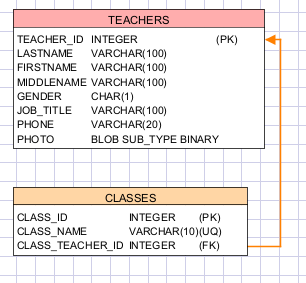 TEACHERS
TEACHER_ID INTEGER (PK)
LASTNAME VARCHAR(100)
FIRSTNAME VARCHAR(100)
MIDDLENAME VARCHAR(100)
GENDER CHAR(1)
JOB_TITLE VARCHAR(100)
PHONE VARCHAR(20)
PHOTO BLOB SUB_TYPE BINARY
CLASSES
CLASS_ID INTEGER (PK)
CLASS_NAME VARCHAR(10)(UQ)
CLASS_TEACHER_ID INTEGER (FK)